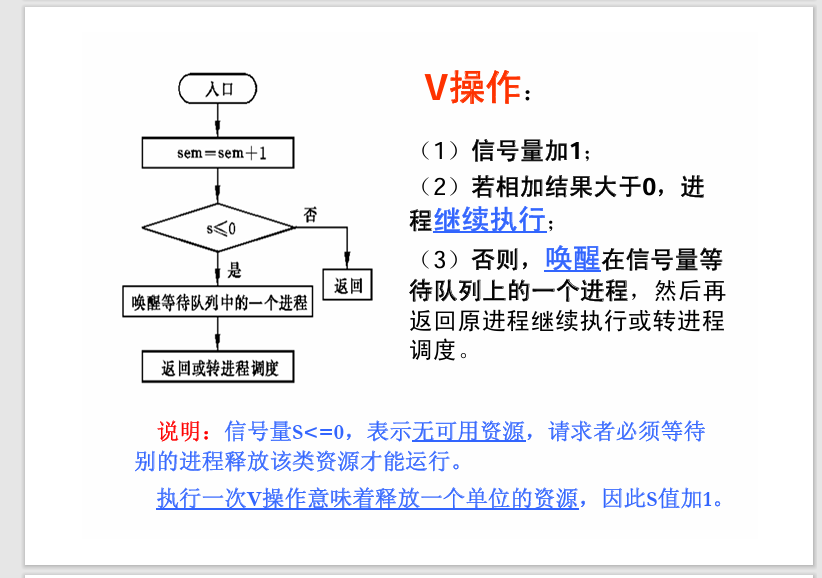 入口
sem=sem+1
s≤0
否
是
返回
唤醒等待队列中的一个进程
返回或转进程调度
V操作：
（1）信号量加1；
（2）若相加结果大于0，进
程继续执行；
（3）否则，唤醒在信号量等
待队列上的一个进程，然后再
返回原进程继续执行或转进程
调度。
说明：信号量S<=0，表示无可用资源，请求者必须等待
别的进程释放该类资源才能运行。
执行一次V操作意味着释放一个单位的资源，因此S值加1。